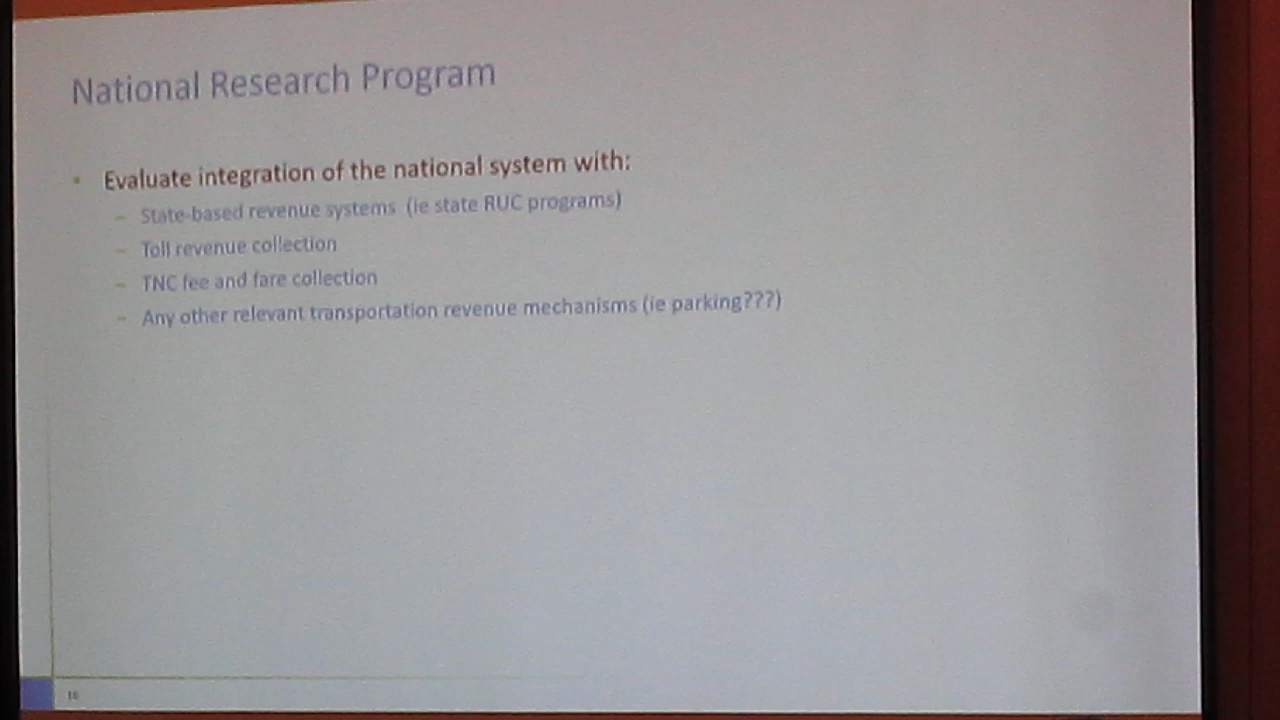 National Research Program
• Evaluate integration of the national system with:
– State-based revenue systems (ie state RUC programs)
– Toll revenue collection
– TNC fee and fare collection
– Any other relevant transportation revenue mechanisms (ie parking???)